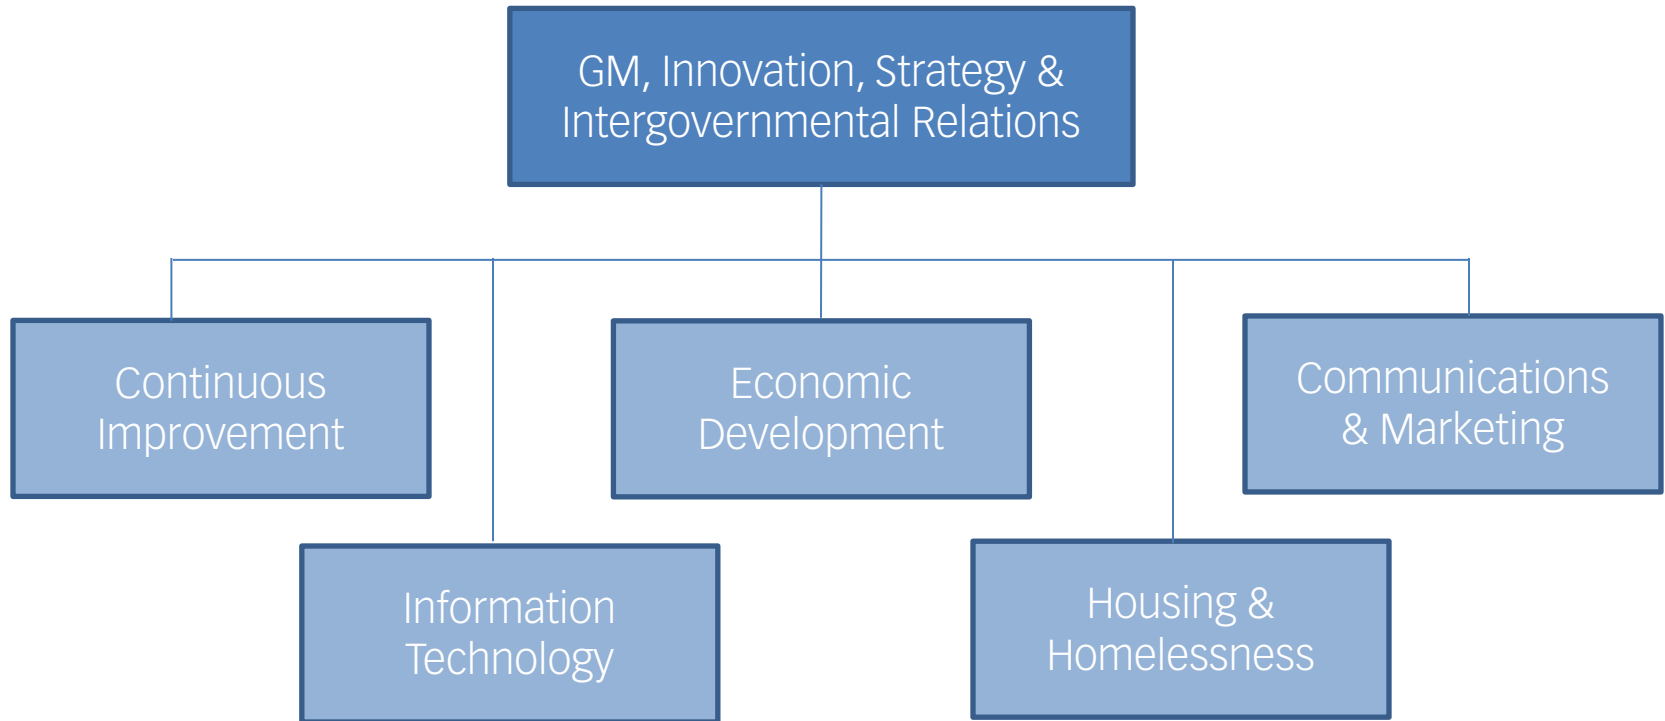 GM, Innovation, Strategy &
Intergovernmental Relations
Continuous
Improvement
Economic
Development
Communications
& Marketing
Information
Technology
Housing &
Homelessness